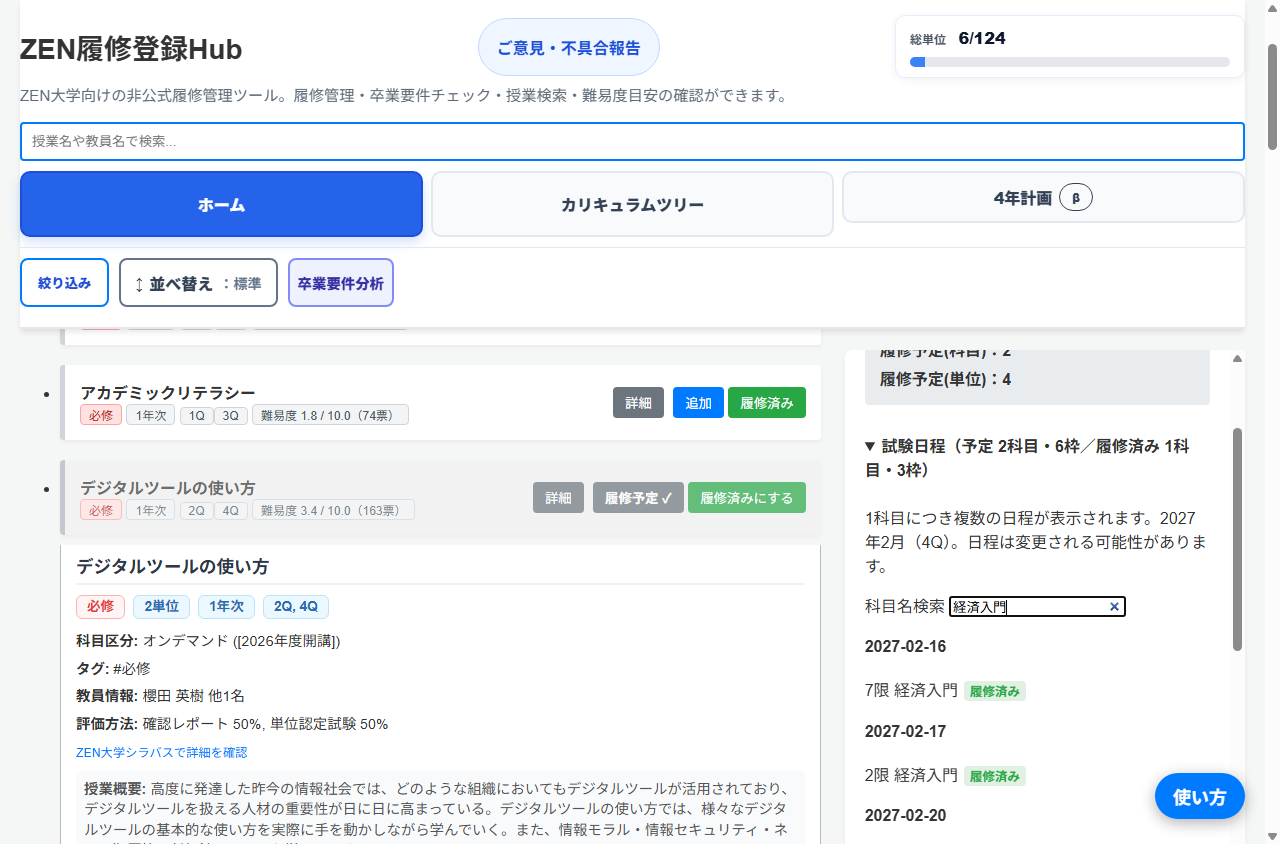 ZEN履修登録Hub
ご意見・不具合報告
総単位 6/124
ZEN大学向けの非公式履修管理ツール。履修管理・卒業要件チェック・授業検索・難易度目安の確認ができます。
授業名や教員名で検索...
ホーム
カリキュラムツリー
4年計画 β
絞り込み
↕ 並べ替え ：標準
卒業要件分析
アカデミックリテラシー
必修 1年次 1Q 3Q 難易度 1.8 / 10.0（74票）
詳細 追加 履修済み
デジタルツールの使い方
必修 1年次 2Q 4Q 難易度 3.4 / 10.0（163票）
詳細 履修予定 ✓ 履修済みにする
デジタルツールの使い方
必修 2単位 1年次 2Q, 4Q
科目区分: オンデマンド ([2026年度開講])
タグ: #必修
教員情報: 櫻田 英樹 他1名
評価方法: 確認レポート 50%, 単位認定試験 50%
ZEN大学シラバスで詳細を確認
授業概要: 高度に発達した昨今の情報社会では、どのような組織においてもデジタルツールが活用されており、
デジタルツールを扱える人材の重要性が日に日に高まっている。デジタルツールの使い方では、様々なデジタ
ルツールの基本的な使い方を実際に手を動かしながら学んでいく。また、情報モラル・情報セキュリティ・ネ
履修予定(科目)：2
履修予定(単位)：4
▼ 試験日程（予定 2科目・6枠／履修済み 1科
目・3枠）
1科目につき複数の日程が表示されます。2027
年2月（4Q）。日程は変更される可能性がありま
す。
科目名検索 経済入門 ×
2027-02-16
7限 経済入門 履修済み
2027-02-17
2限 経済入門 履修済み
2027-02-20
使い方